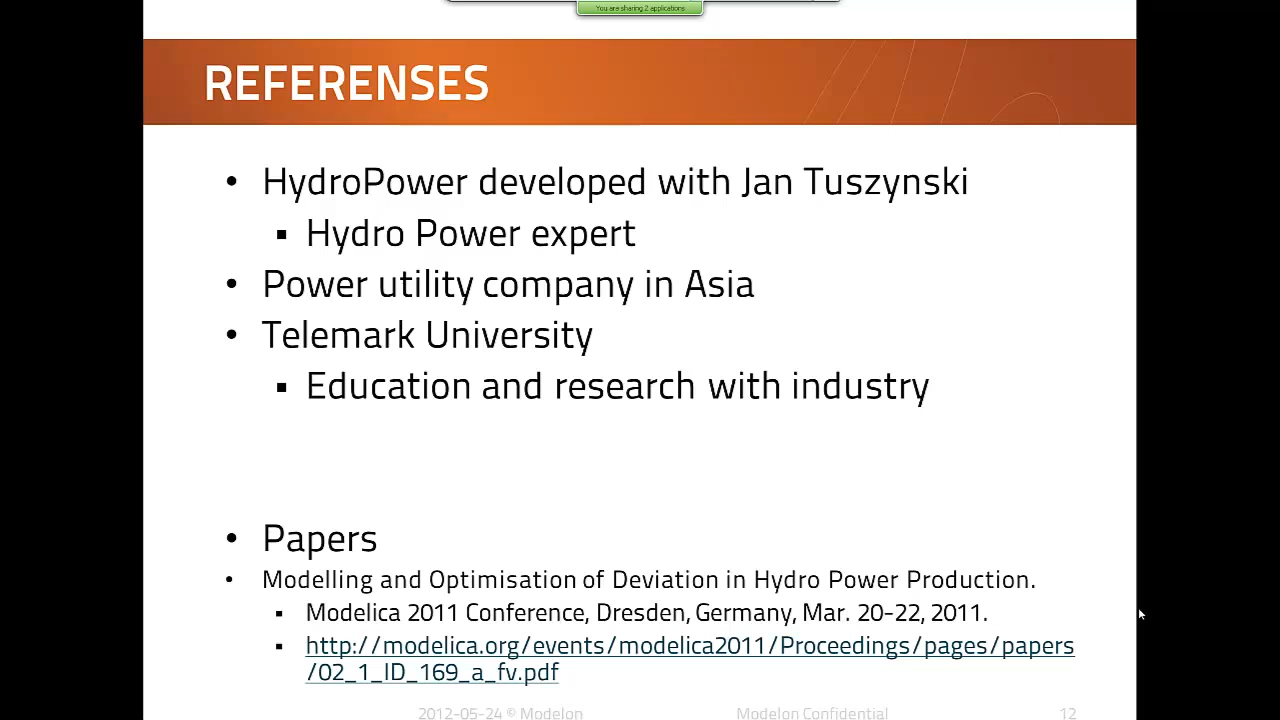 You are sharing 2 applications
REFERENSES
• HydroPower developed with Jan Tuszynski
▪ Hydro Power expert
• Power utility company in Asia
• Telemark University
▪ Education and research with industry
• Papers
• Modelling and Optimisation of Deviation in Hydro Power Production.
▪ Modelica 2011 Conference, Dresden, Germany, Mar. 20-22, 2011.
▪ http://modelica.org/events/modelica2011/Proceedings/pages/papers
/02_1_ID_169_a_fv.pdf
2012-05-24 © Modelon Modelon Confidential 12